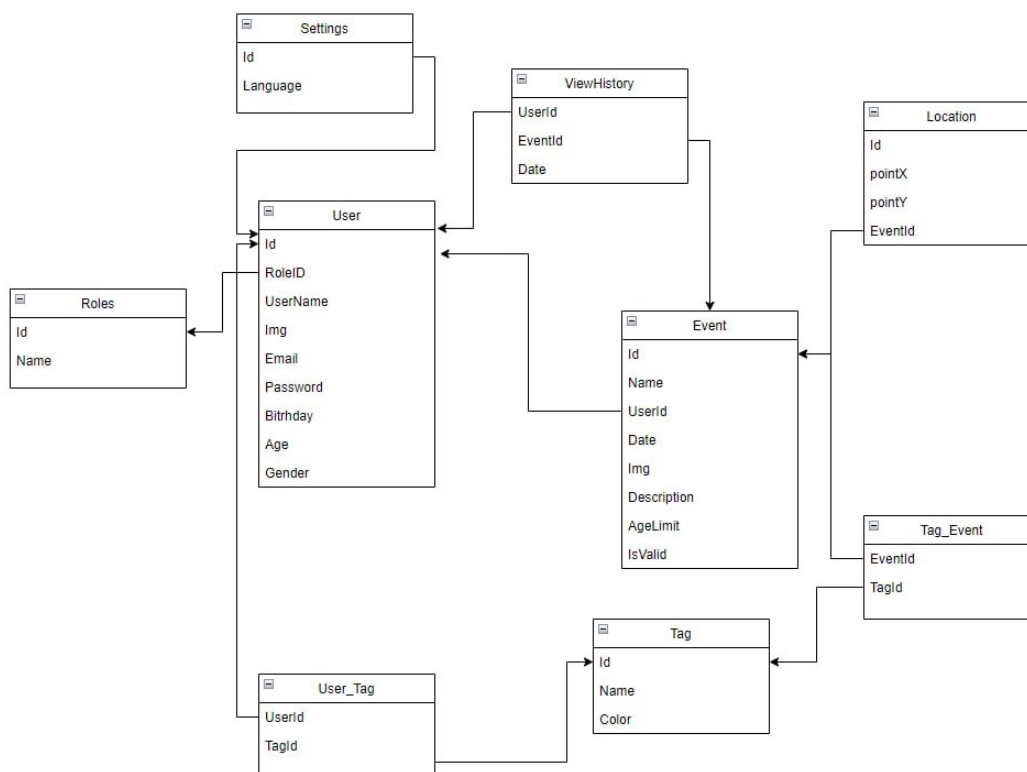 Settings
Id
Language
ViewHistory
UserId
EventId
Date
Location
Id
pointX
pointY
EventId
User
Id
RoleID
UserName
Img
Email
Password
Bitrhday
Age
Gender
Roles
Id
Name
Event
Id
Name
UserId
Date
Img
Description
AgeLimit
IsValid
Tag_Event
EventId
TagId
Tag
Id
Name
Color
User_Tag
UserId
TagId